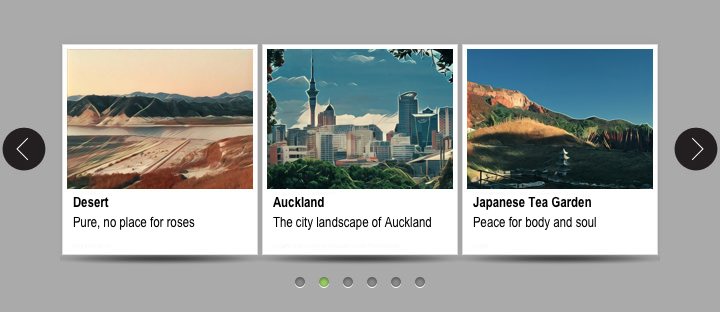 Desert
Pure, no place for roses
Auckland
The city landscape of Auckland
Japanese Tea Garden
Peace for body and soul